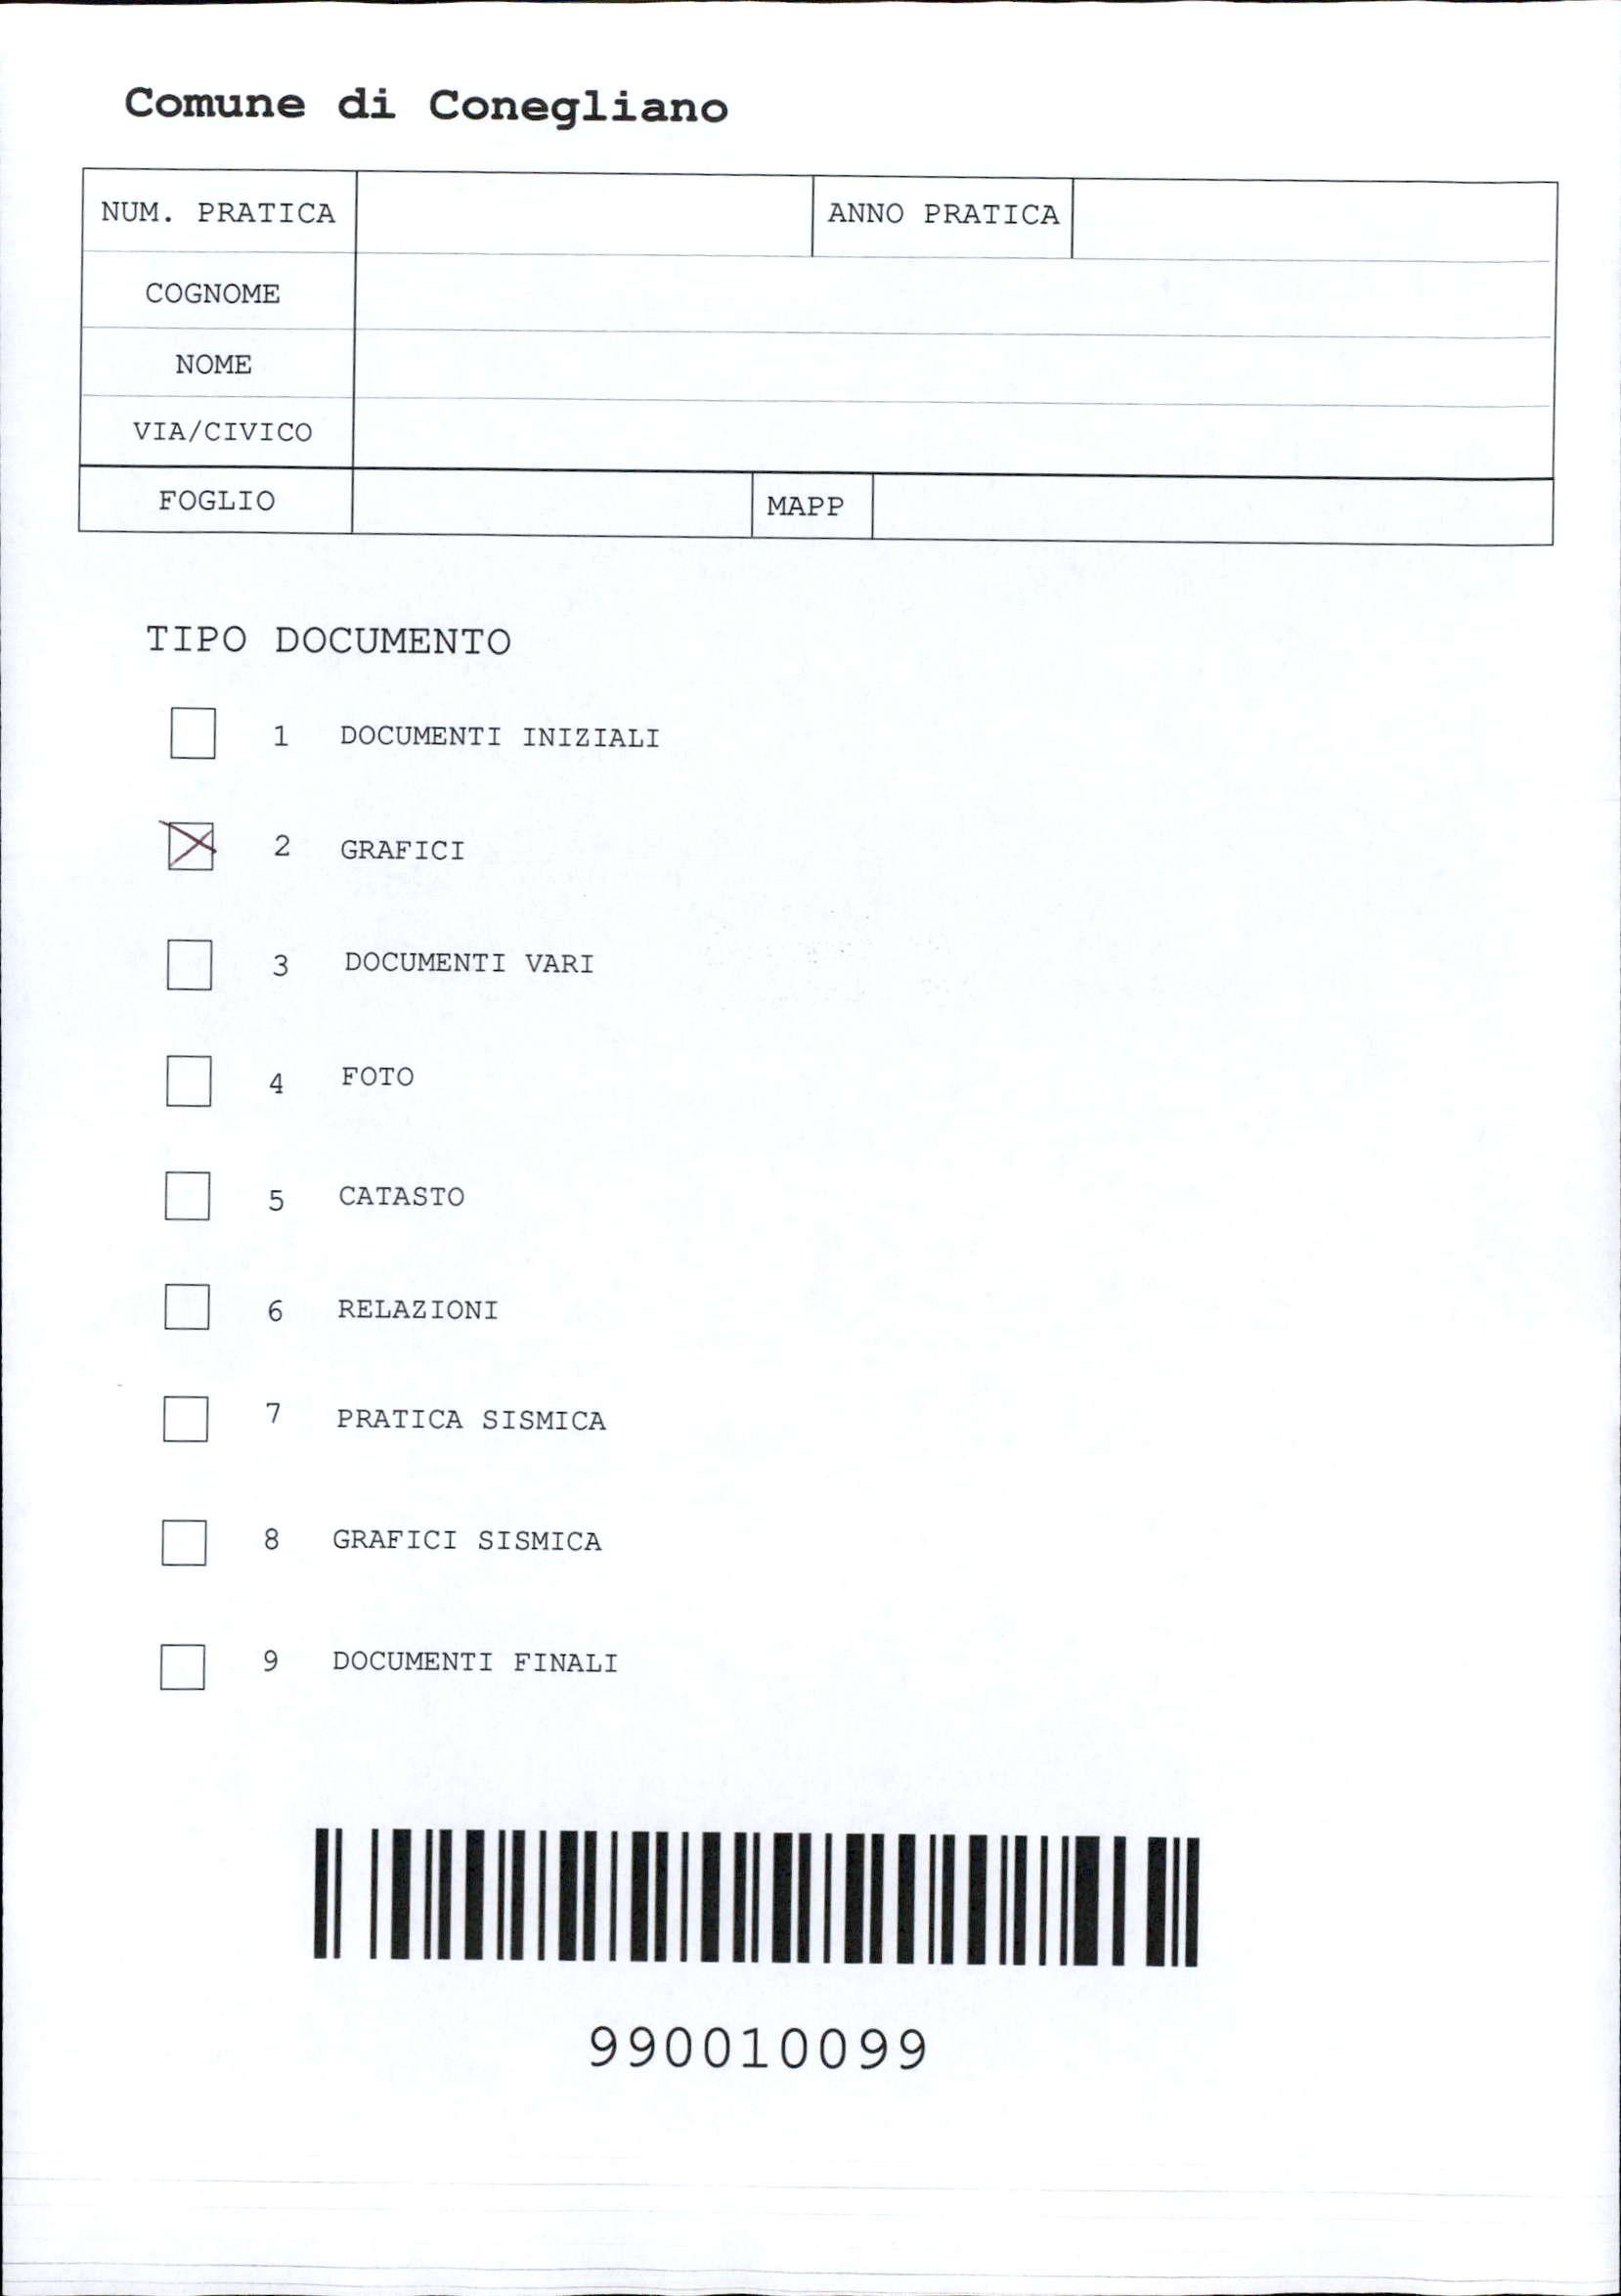 Comune di Conegliano
NUM. PRATICA ANNO PRATICA
COGNOME
NOME
VIA/CIVICO
FOGLIO MAPP
TIPO DOCUMENTO
1 DOCUMENTI INIZIALI
2 GRAFICI
3 DOCUMENTI VARI
4 FOTO
5 CATASTO
6 RELAZIONI
7 PRATICA SISMICA
8 GRAFICI SISMICA
9 DOCUMENTI FINALI
990010099